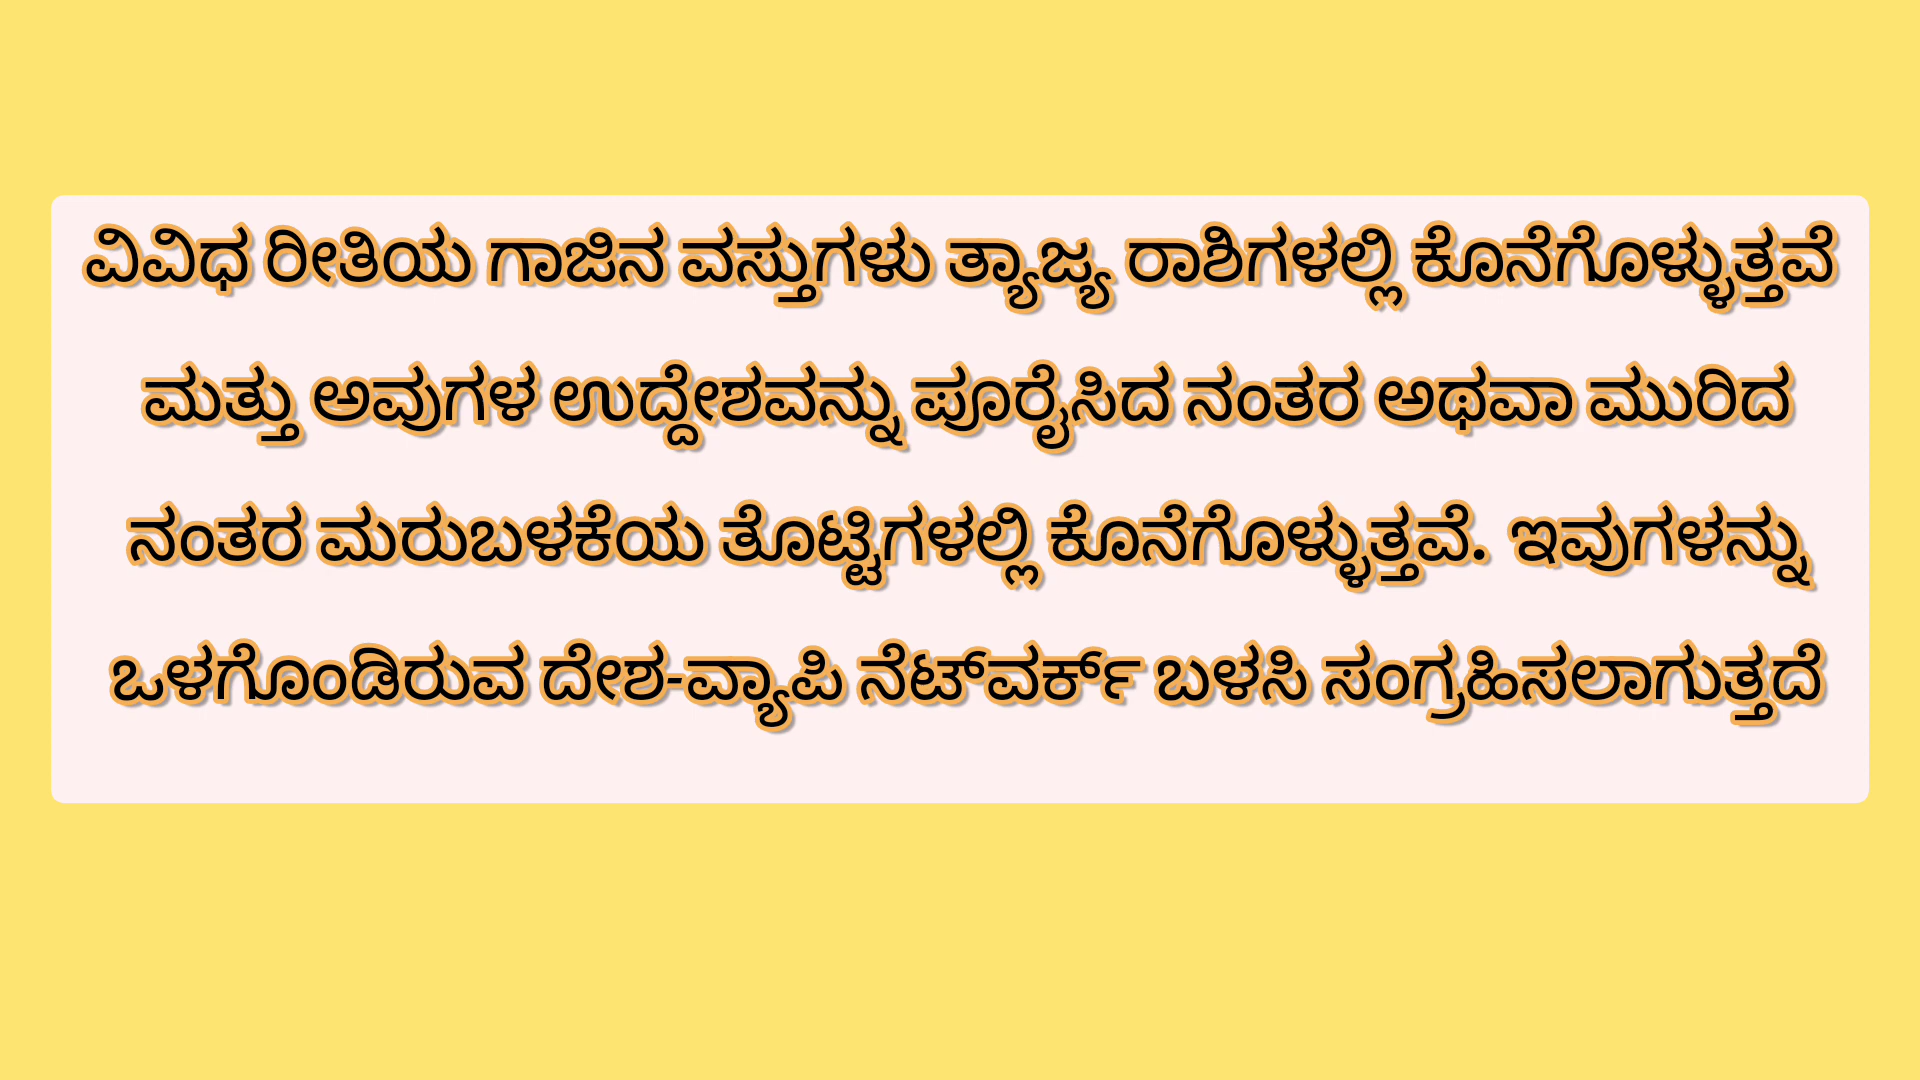 ವಿವಿಧ ರೀತಿಯ ಗಾಜಿನ ವಸ್ತುಗಳು ತ್ಯಾಜ್ಯ ರಾಶಿಗಳಲ್ಲಿ ಕೊನೆಗೊಳ್ಳುತ್ತವೆ
ಮತ್ತು ಅವುಗಳ ಉದ್ದೇಶವನ್ನು ಪೂರೈಸಿದ ನಂತರ ಅಥವಾ ಮುರಿದ
ನಂತರ ಮರುಬಳಕೆಯ ತೊಟ್ಟಿಗಳಲ್ಲಿ ಕೊನೆಗೊಳ್ಳುತ್ತವೆ. ಇವುಗಳನ್ನು
ಒಳಗೊಂಡಿರುವ ದೇಶ-ವ್ಯಾಪಿ ನೆಟ್‌ವರ್ಕ್ ಬಳಸಿ ಸಂಗ್ರಹಿಸಲಾಗುತ್ತದೆ